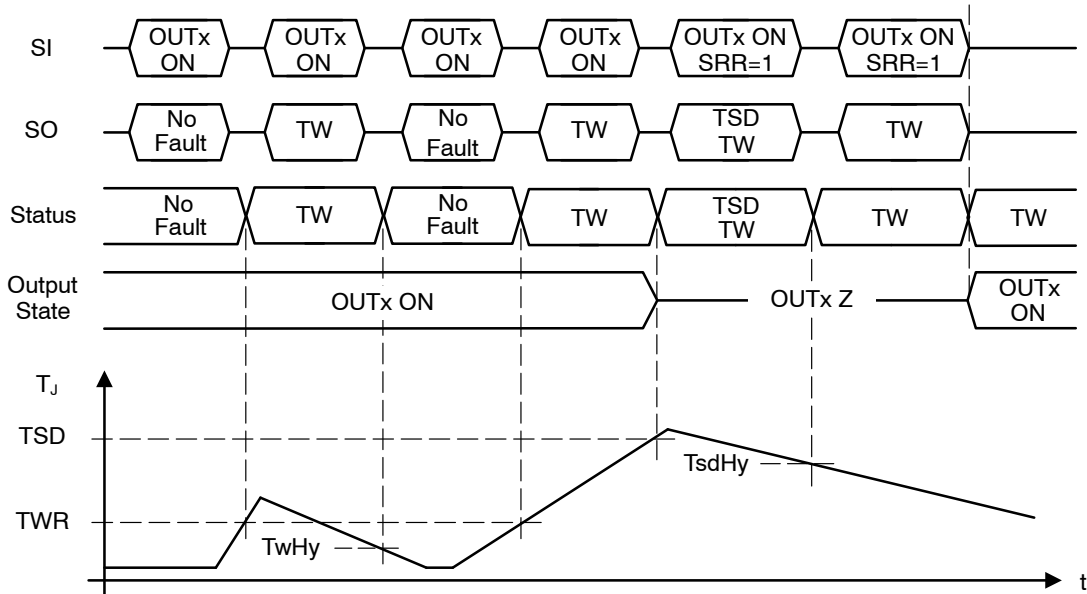 SI
OUTx ON
OUTx ON
OUTx ON
OUTx ON
OUTx ON SRR=1
OUTx ON SRR=1
SO
No Fault
TW
No Fault
TW
TSD TW
TW
Status
No Fault
TW
No Fault
TW
TSD TW
TW
TW
Output State
OUTx ON
OUTx Z
OUTx ON
TJ
TSD
TsdHy
TWR
TwHy
t